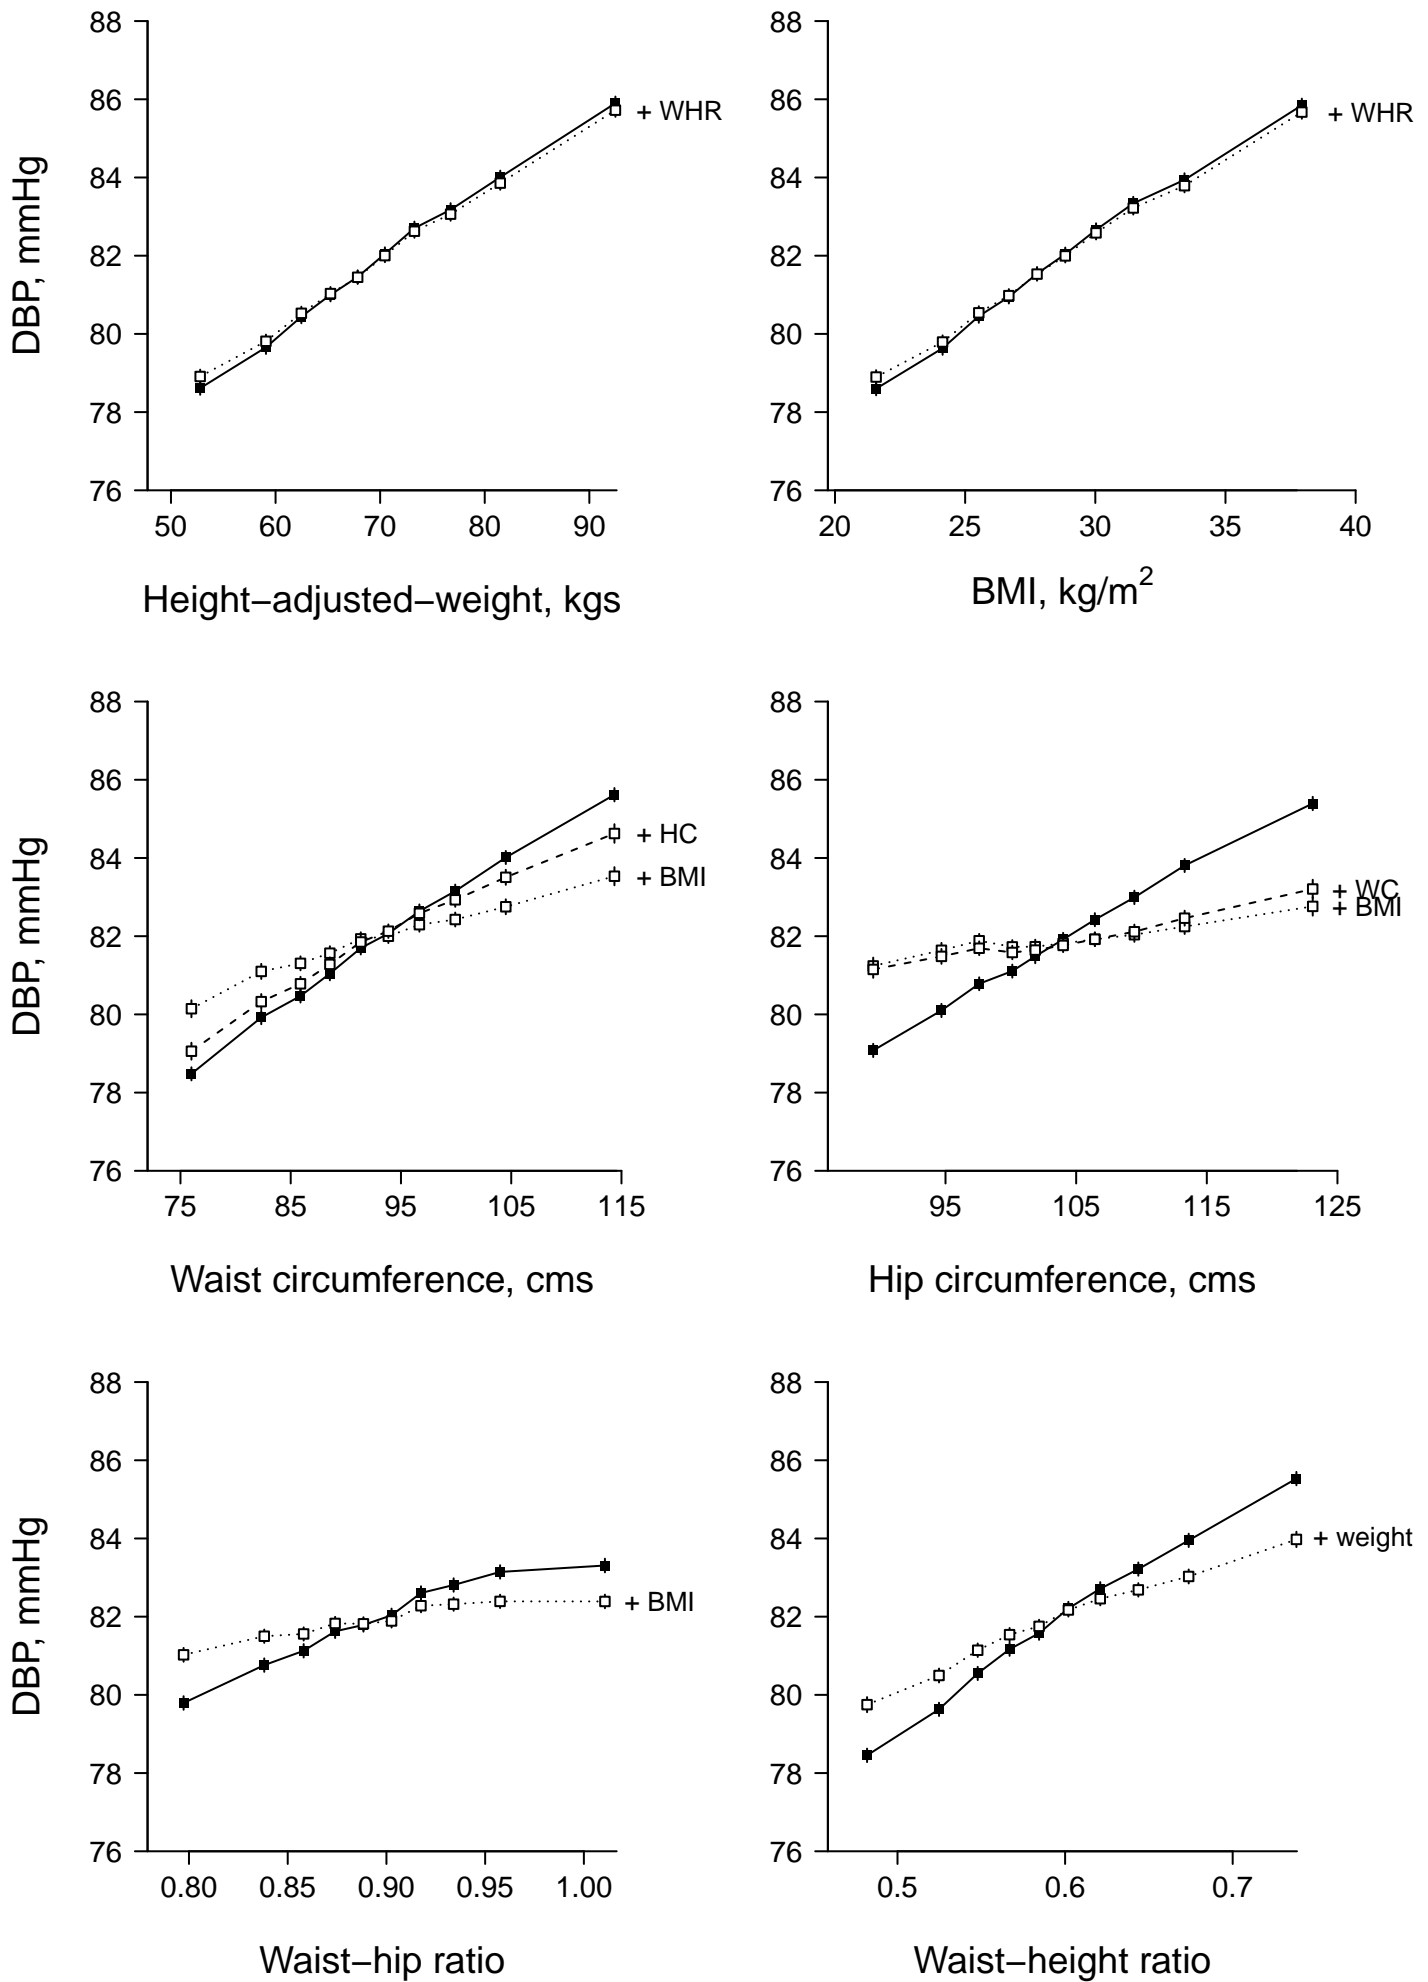 88
86
84
82
80
78
76
DBP, mmHg
+ WHR
50 60 70 80 90
Height−adjusted−weight, kgs
88
86
84
82
80
78
76
+ WHR
20 25 30 35 40
BMI, kg/m²
88
86
84
82
80
78
76
DBP, mmHg
+ HC
+ BMI
75 85 95 105 115
Waist circumference, cms
88
86
84
82
80
78
76
+ WC
+ BMI
95 105 115 125
Hip circumference, cms
88
86
84
82
80
78
76
DBP, mmHg
+ BMI
0.80 0.85 0.90 0.95 1.00
Waist−hip ratio
88
86
84
82
80
78
76
+ weight
0.5 0.6 0.7
Waist−height ratio